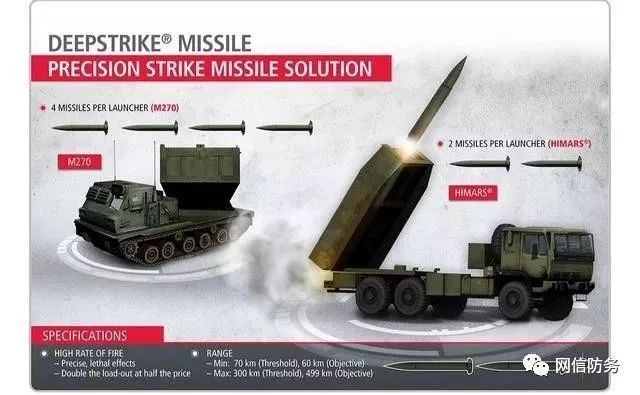 DEEPSTRIKE® MISSILE
PRECISION STRIKE MISSILE SOLUTION
• 4 MISSILES PER LAUNCHER (M270)
M270
• 2 MISSILES PER LAUNCHER (HIMARS®)
HIMARS®
SPECIFICATIONS
• HIGH RATE OF FIRE
– Precise, lethal effects
– Double the load-out at half the price
• RANGE
– Min: 70 km (Threshold), 60 km (Objective)
– Max: 300 km (Threshold), 499 km (Objective)
网信防务